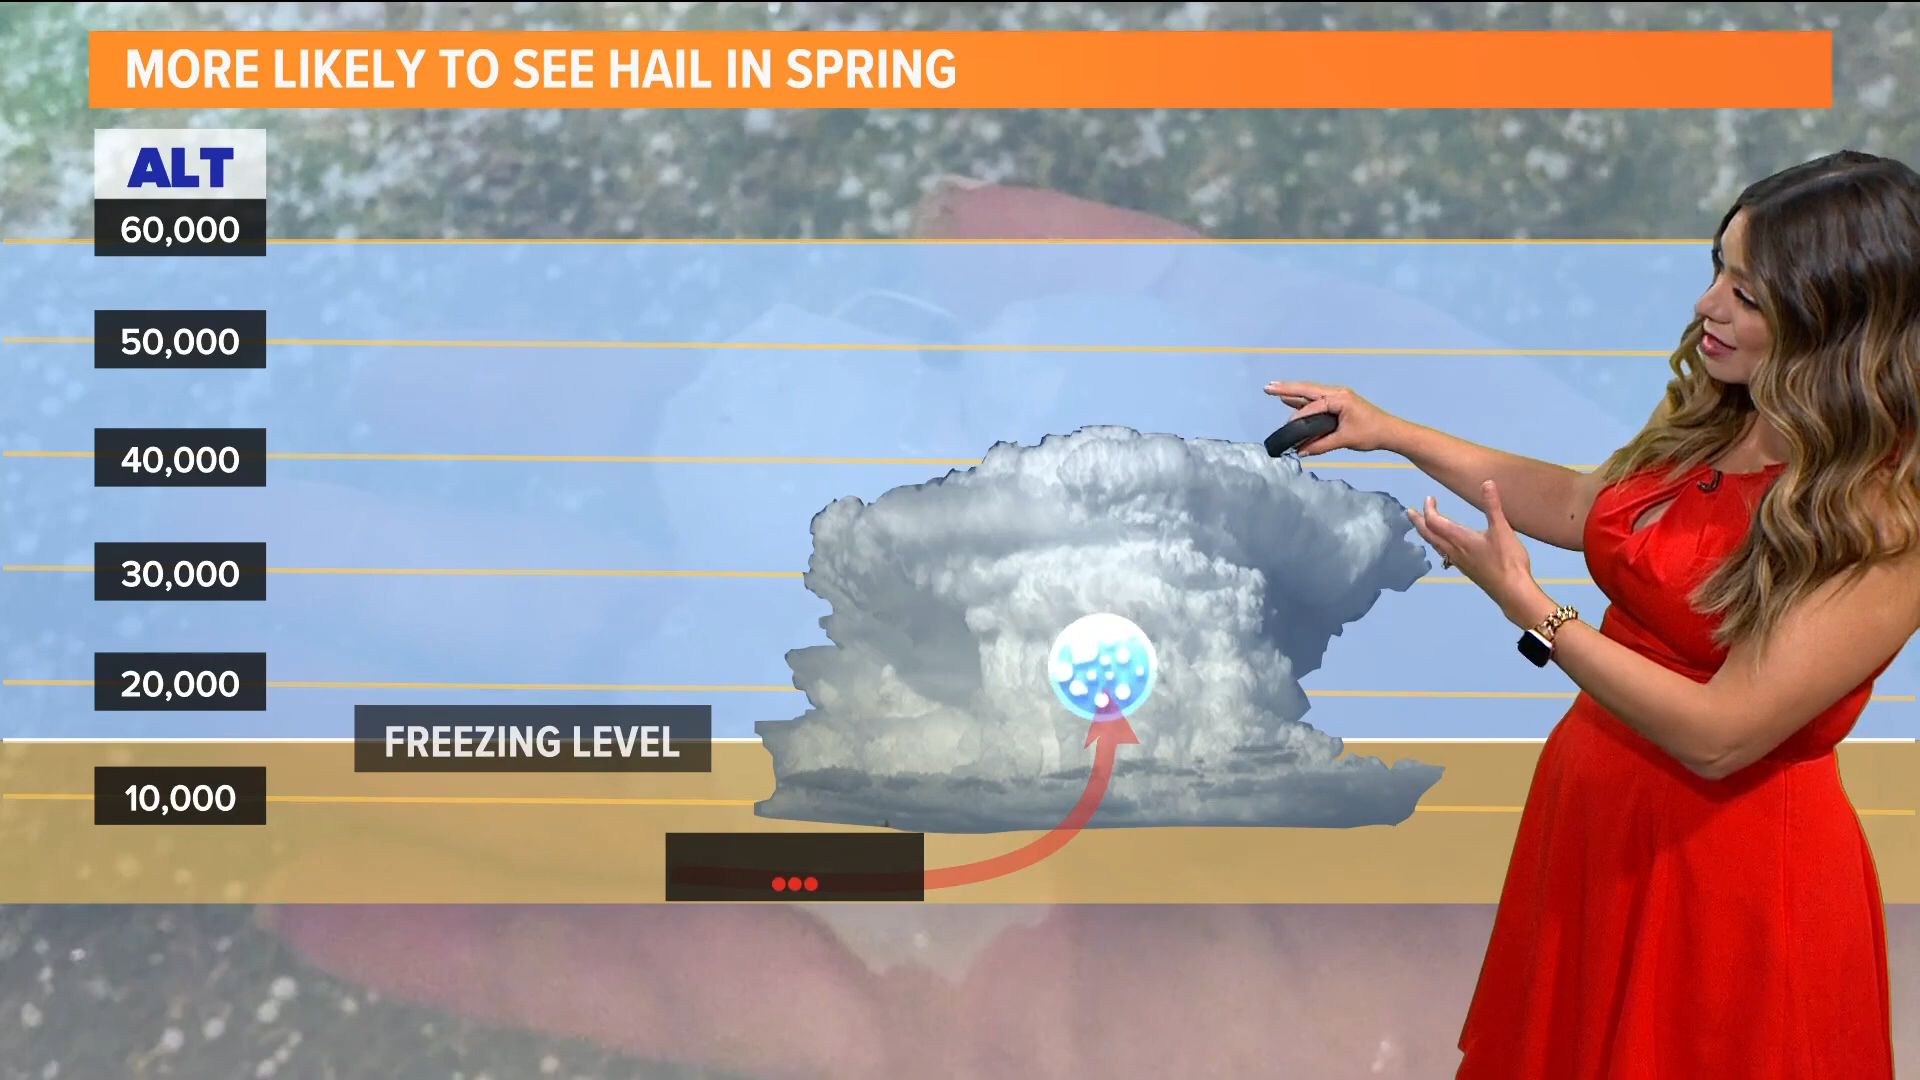 MORE LIKELY TO SEE HAIL IN SPRING
ALT
60,000
50,000
40,000
30,000
20,000
FREEZING LEVEL
10,000